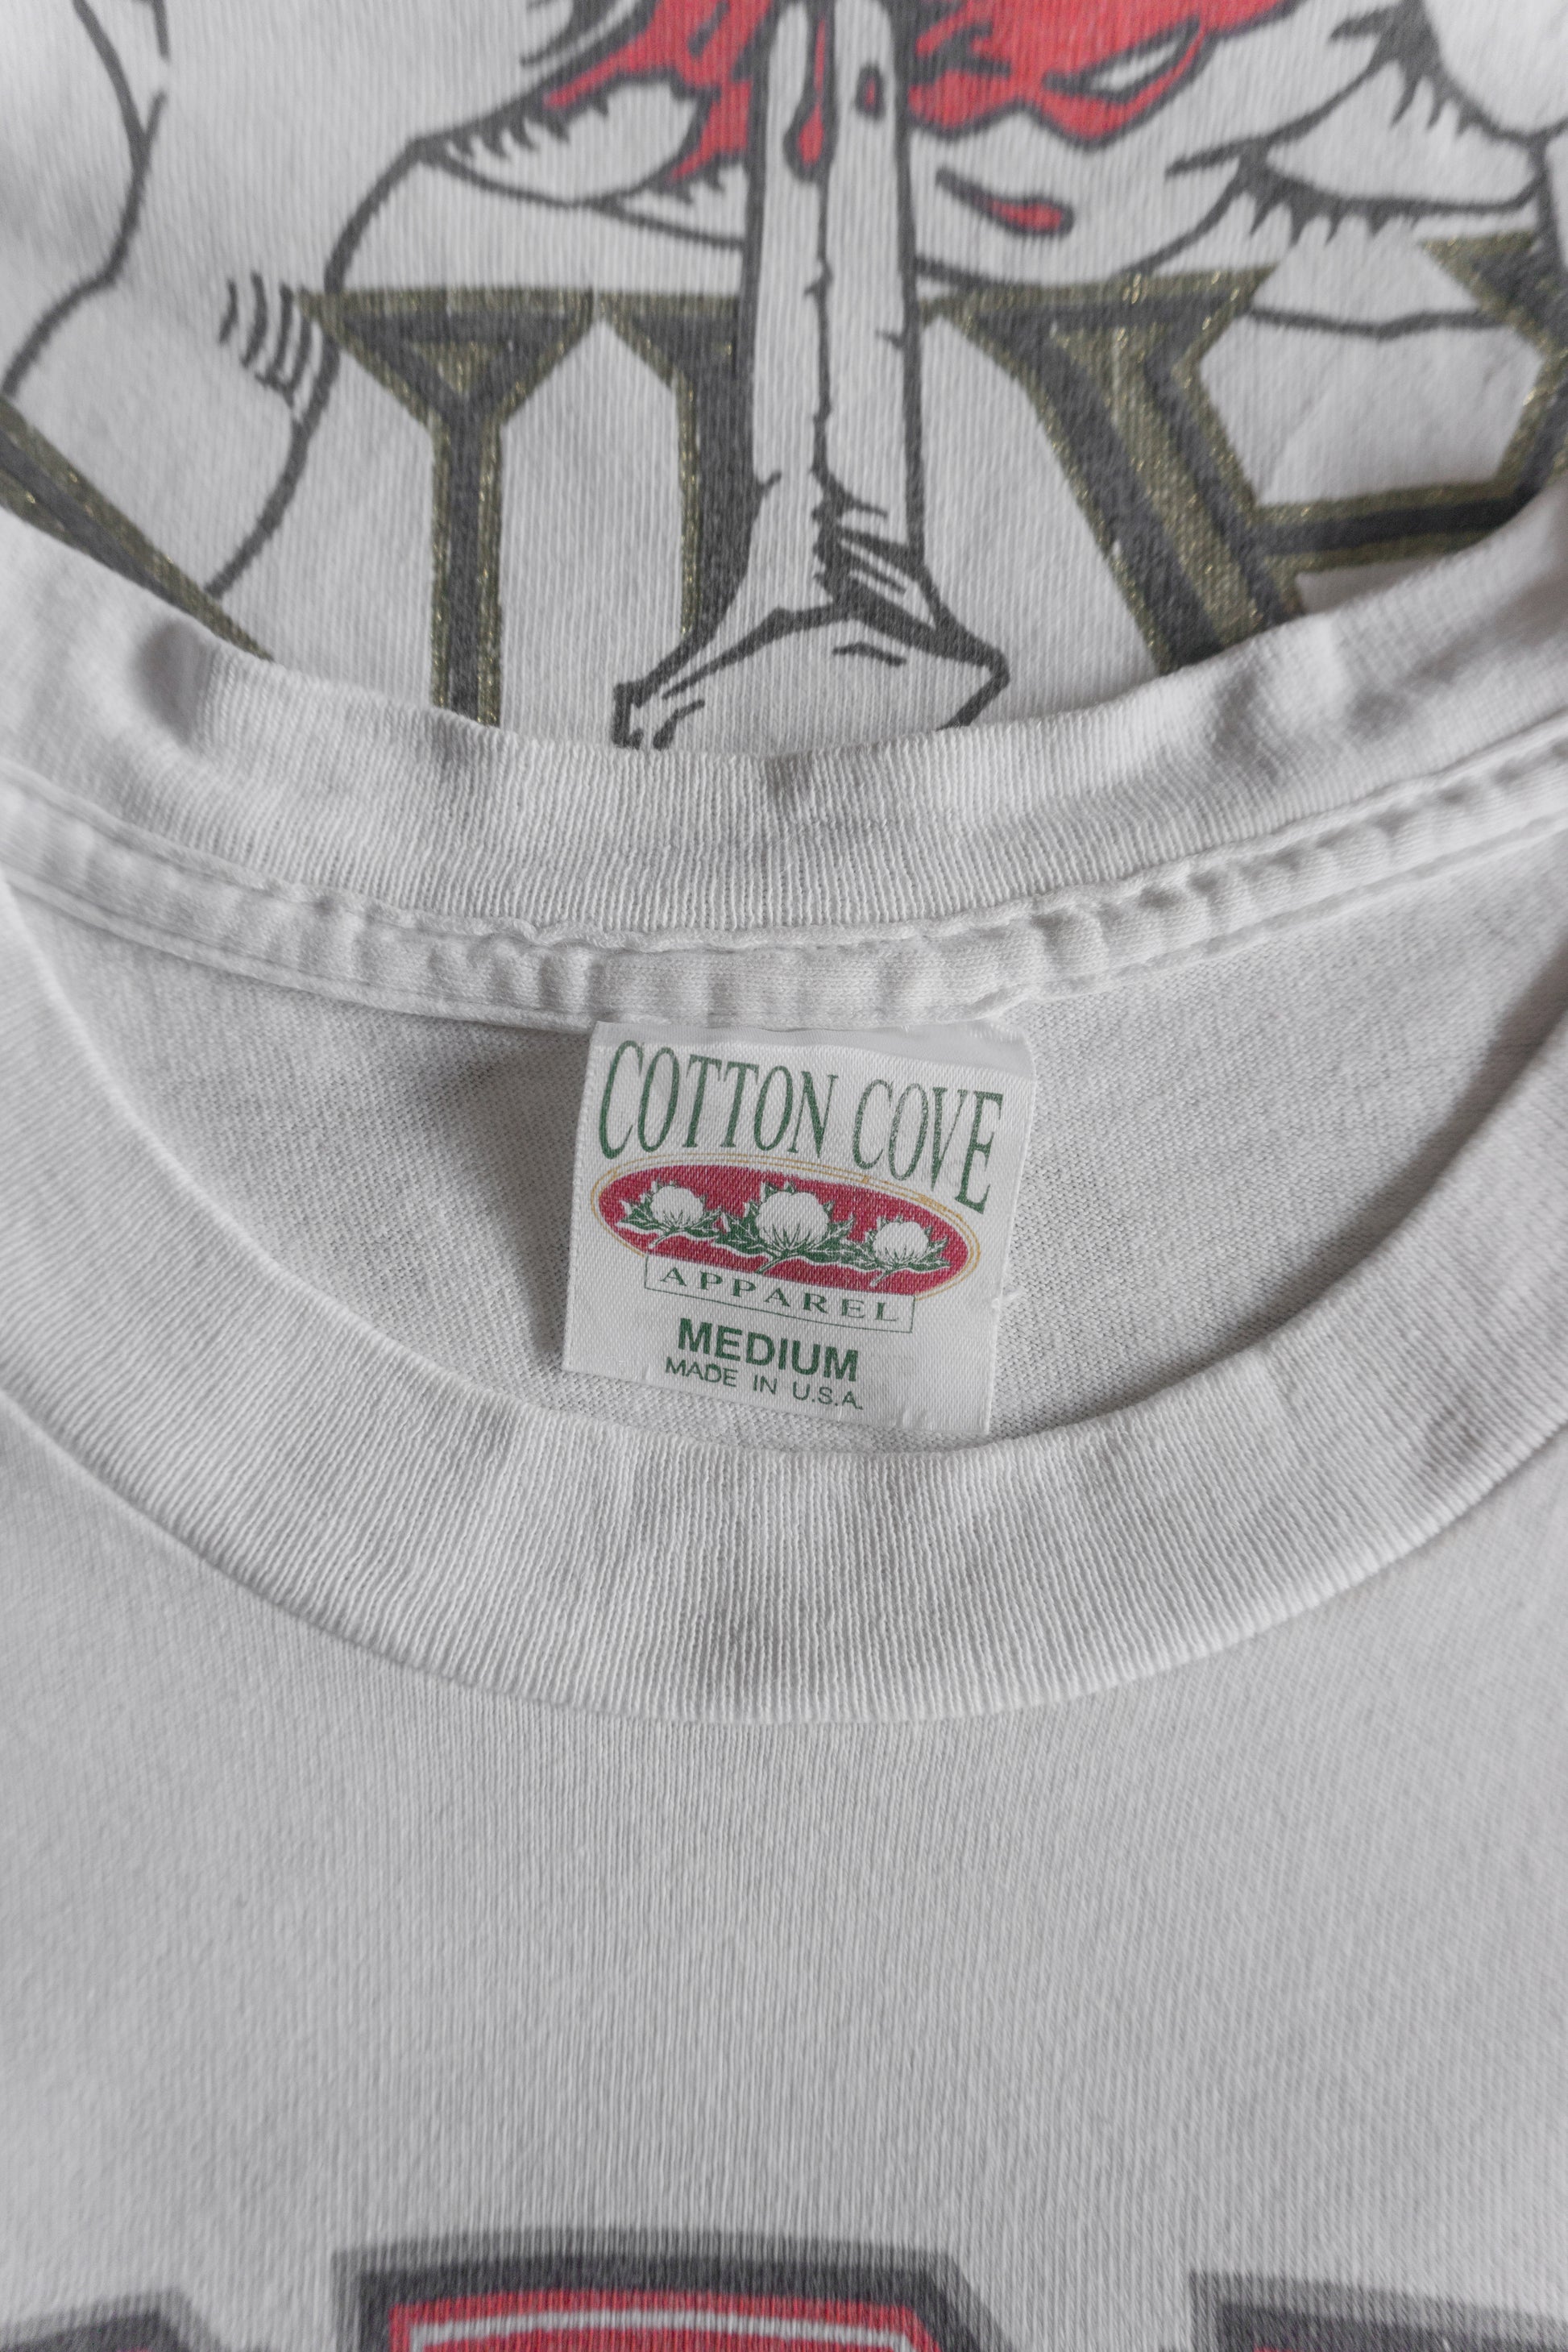 COTTON COVE
APPAREL
MEDIUM
MADE IN U.S.A.